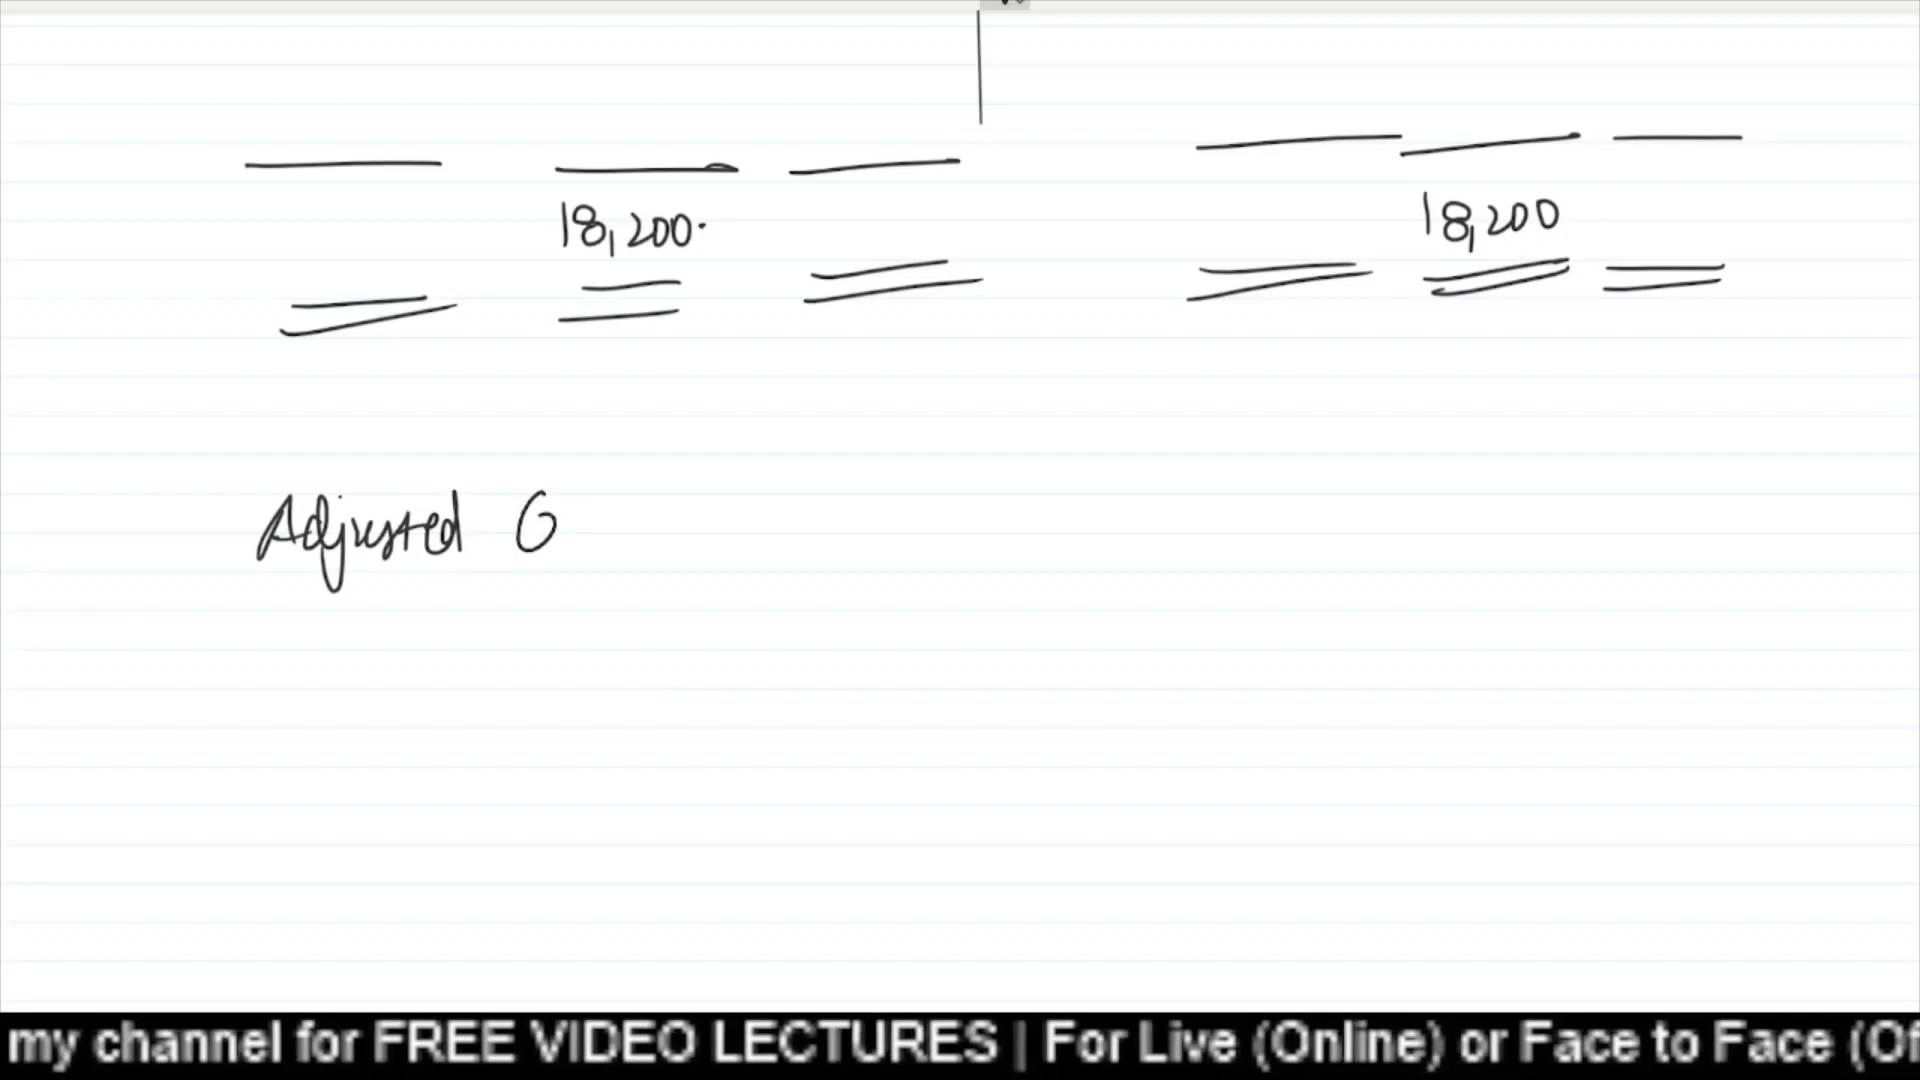 18,200. 18,200
Adjusted G
my channel for FREE VIDEO LECTURES | For Live (Online) or Face to Face (Of